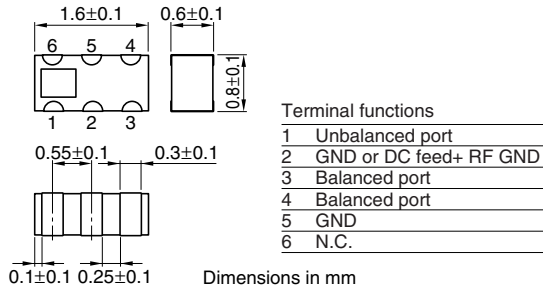 1.6±0.1 0.6±0.1
6 5 4
0.8±0.1
1 2 3
0.55±0.1 0.3±0.1
0.1±0.1 0.25±0.1
Dimensions in mm
Terminal functions
1 Unbalanced port
2 GND or DC feed+ RF GND
3 Balanced port
4 Balanced port
5 GND
6 N.C.